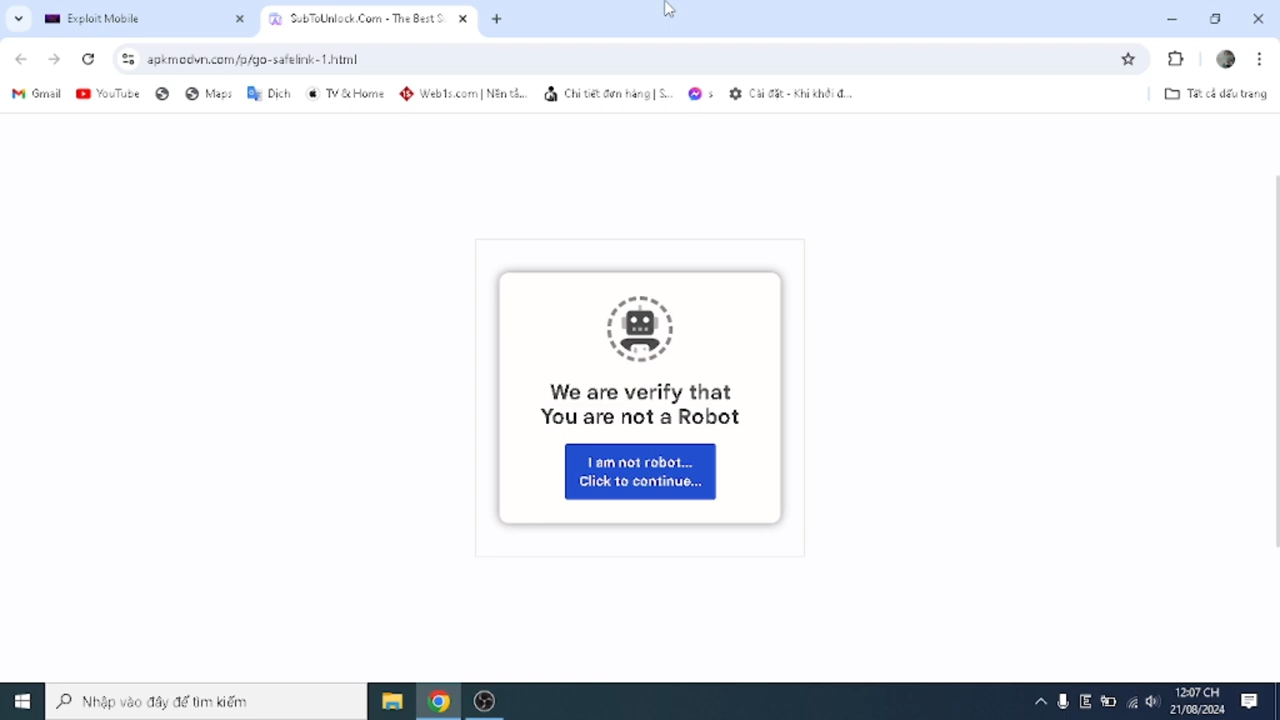 Exploit Mobile
SubToUnlock.Com - The Best S
apkmodvn.com/p/go-safelink-1.html
Gmail
YouTube
Maps
Dịch
TV & Home
Web1s.com | Nền tả...
Chi tiết đơn hàng | S...
s
Cài đặt - Khi khởi đ...
Tất cả dấu trang
We are verify that
You are not a Robot
I am not robot...
Click to continue...
Nhập vào đây để tìm kiếm
12:07 CH
21/08/2024